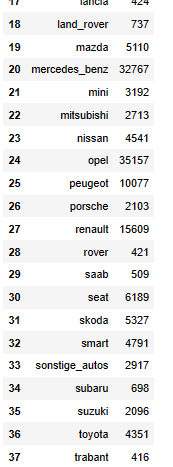 17 lancia 424
18 land_rover 737
19 mazda 5110
20 mercedes_benz 32767
21 mini 3192
22 mitsubishi 2713
23 nissan 4541
24 opel 35157
25 peugeot 10077
26 porsche 2103
27 renault 15609
28 rover 421
29 saab 509
30 seat 6189
31 skoda 5327
32 smart 4791
33 sonstige_autos 2917
34 subaru 698
35 suzuki 2096
36 toyota 4351
37 trabant 416